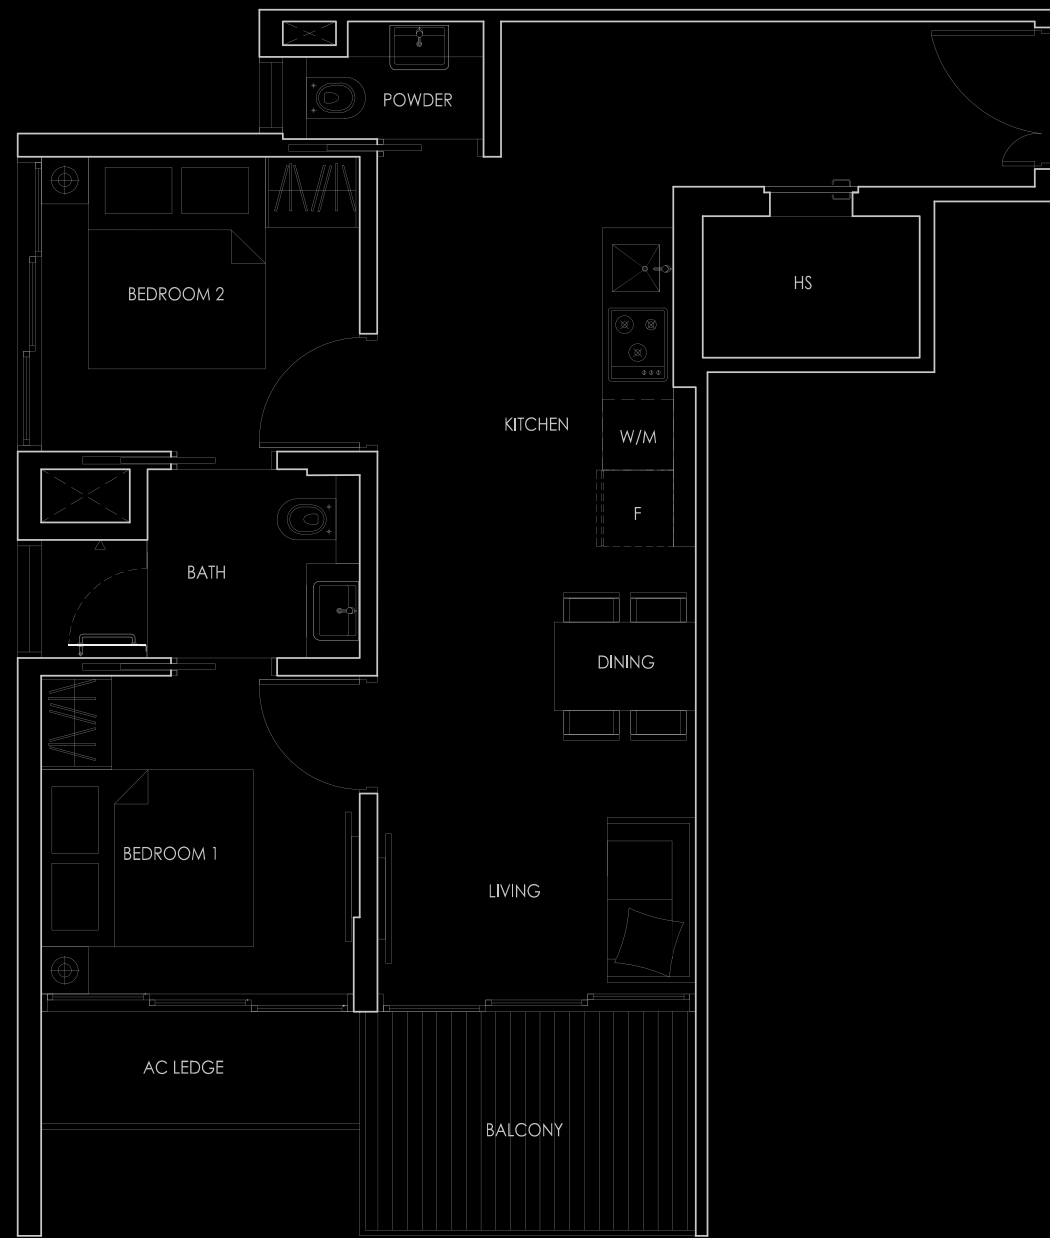 POWDER
BEDROOM 2
HS
KITCHEN
W/M
F
BATH
DINING
BEDROOM 1
LIVING
AC LEDGE
BALCONY